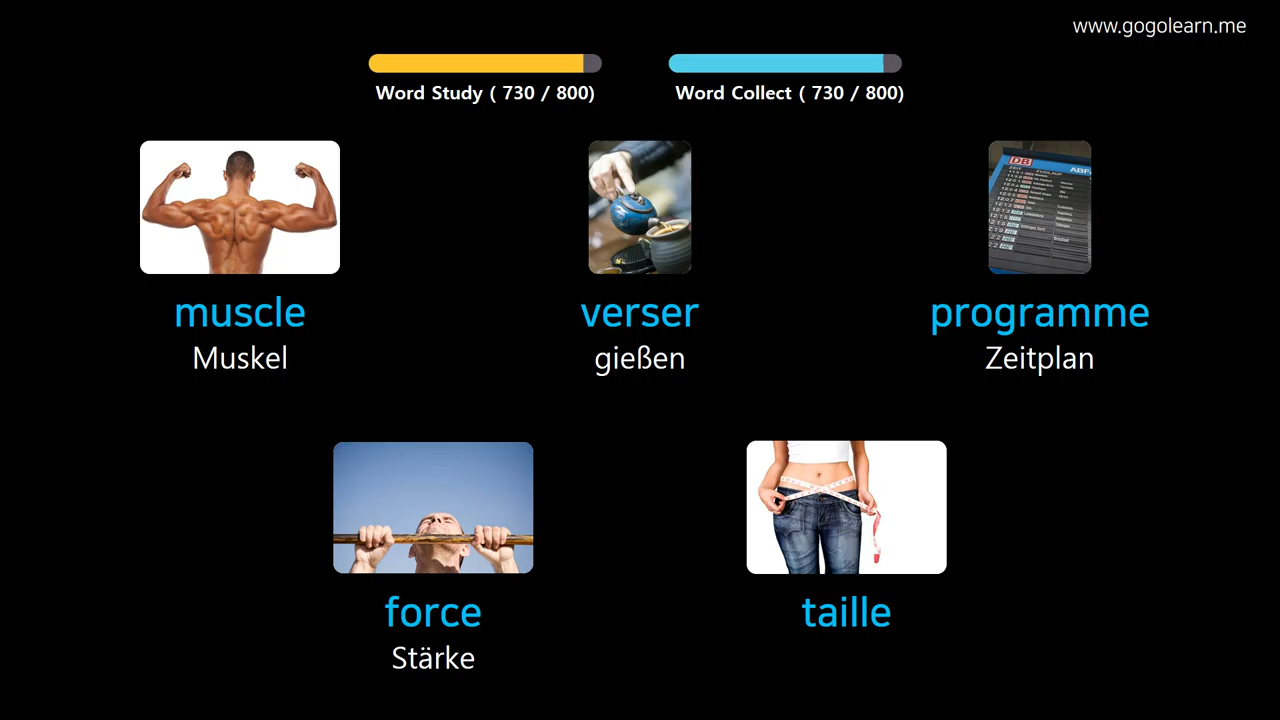 www.gogolearn.me
Word Study ( 730 / 800)
Word Collect ( 730 / 800)
DB
muscle
verser
programme
Muskel
gießen
Zeitplan
force
taille
Stärke